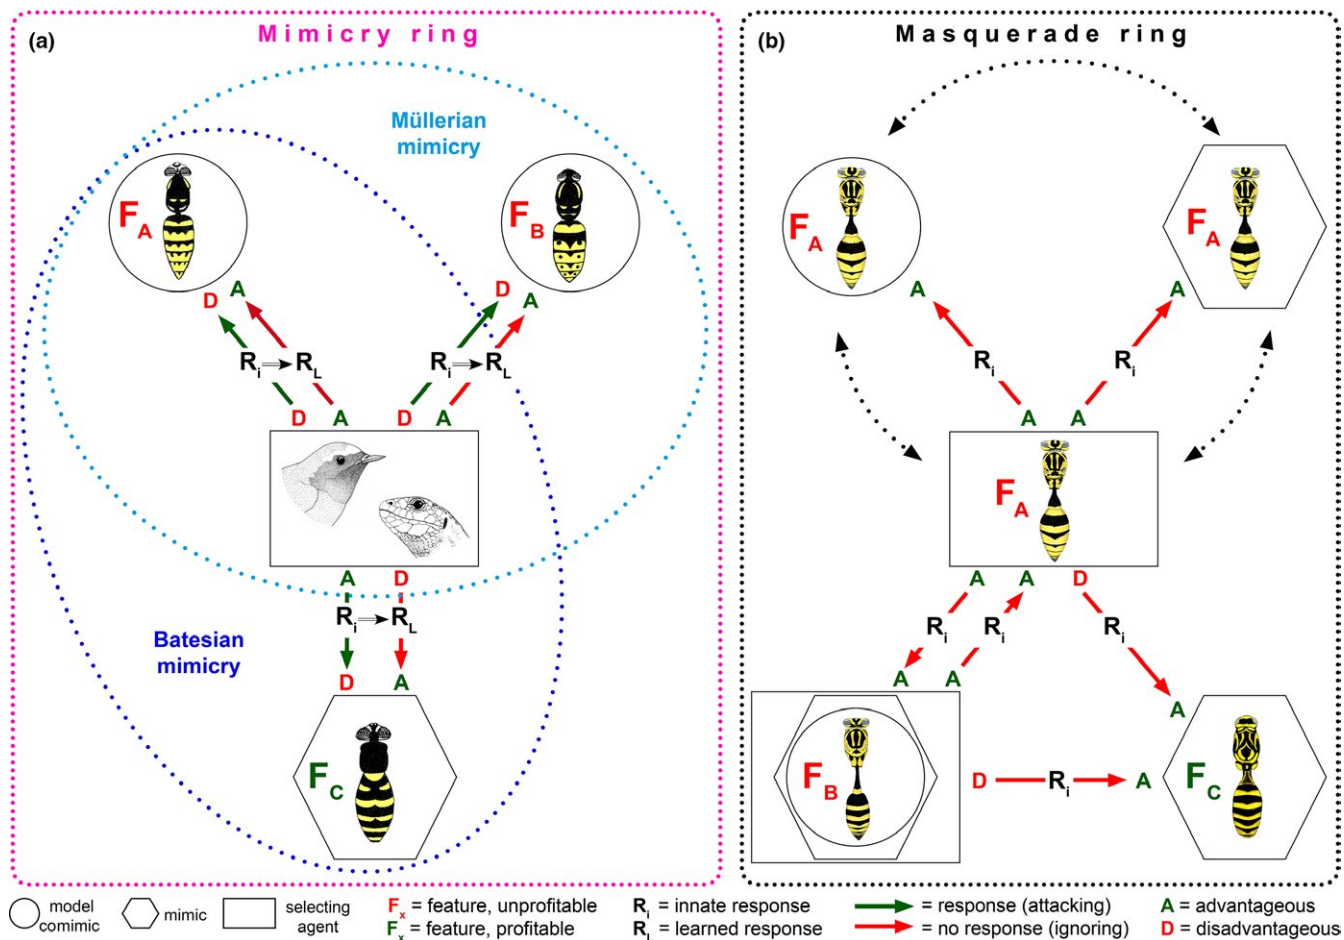 (a)
Mimicry ring
Müllerian
mimicry
F_A
F_B
D A
D A
R_i ⇒ R_L
R_i ⇒ R_L
D A D A
A D
R_i ⇒ R_L
Batesian
mimicry
D A
F_C
(b)
Masquerade ring
F_A
F_A
A
A
R_i
R_i
A A
F_A
A A D
R_i
R_i
R_i
A A
A
F_B
D
R_i
A
F_C
model
comimic
mimic
selecting
agent
F_x = feature, unprofitable
F_x = feature, profitable
R_i = innate response
R_L = learned response
= response (attacking)
= no response (ignoring)
A = advantageous
D = disadvantageous